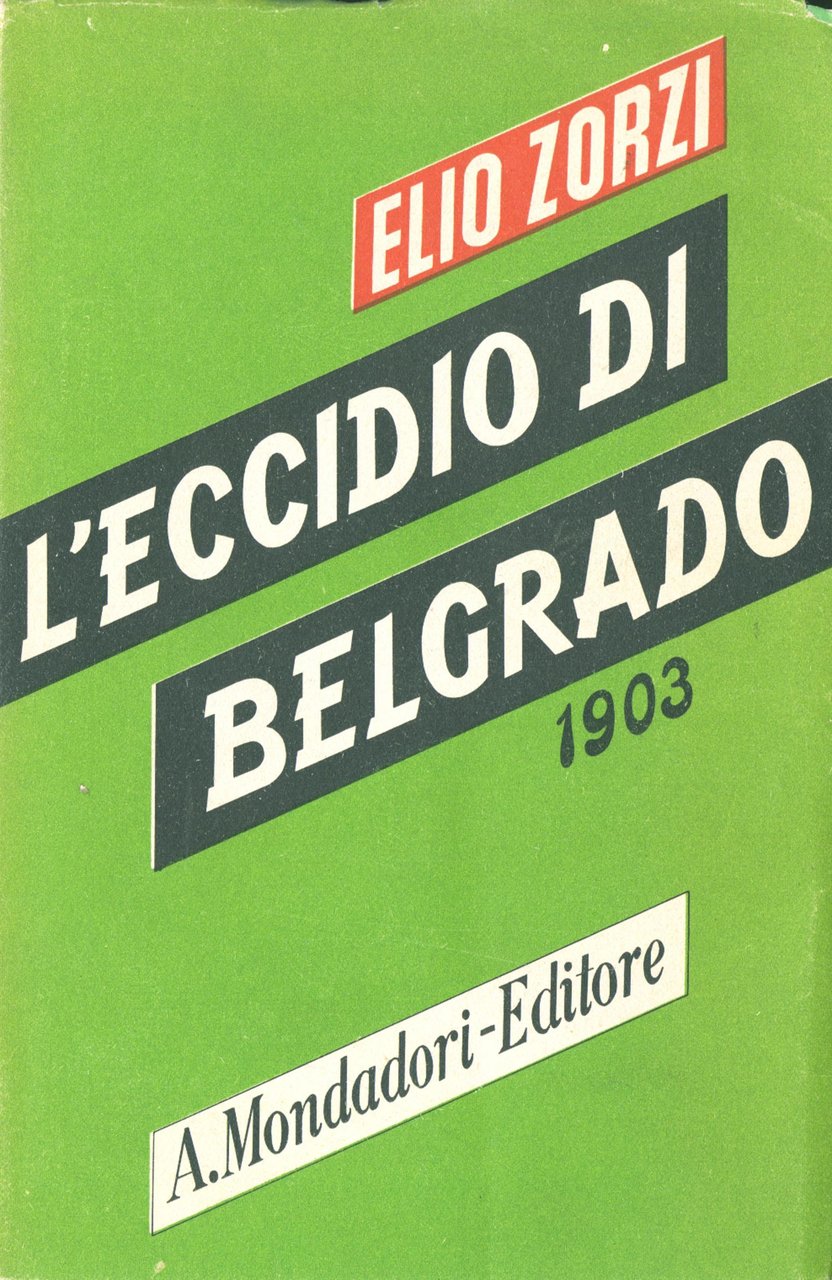 ELIO ZORZI
L'ECCIDIO DI
BELGRADO
1903
A. Mondadori-Editore